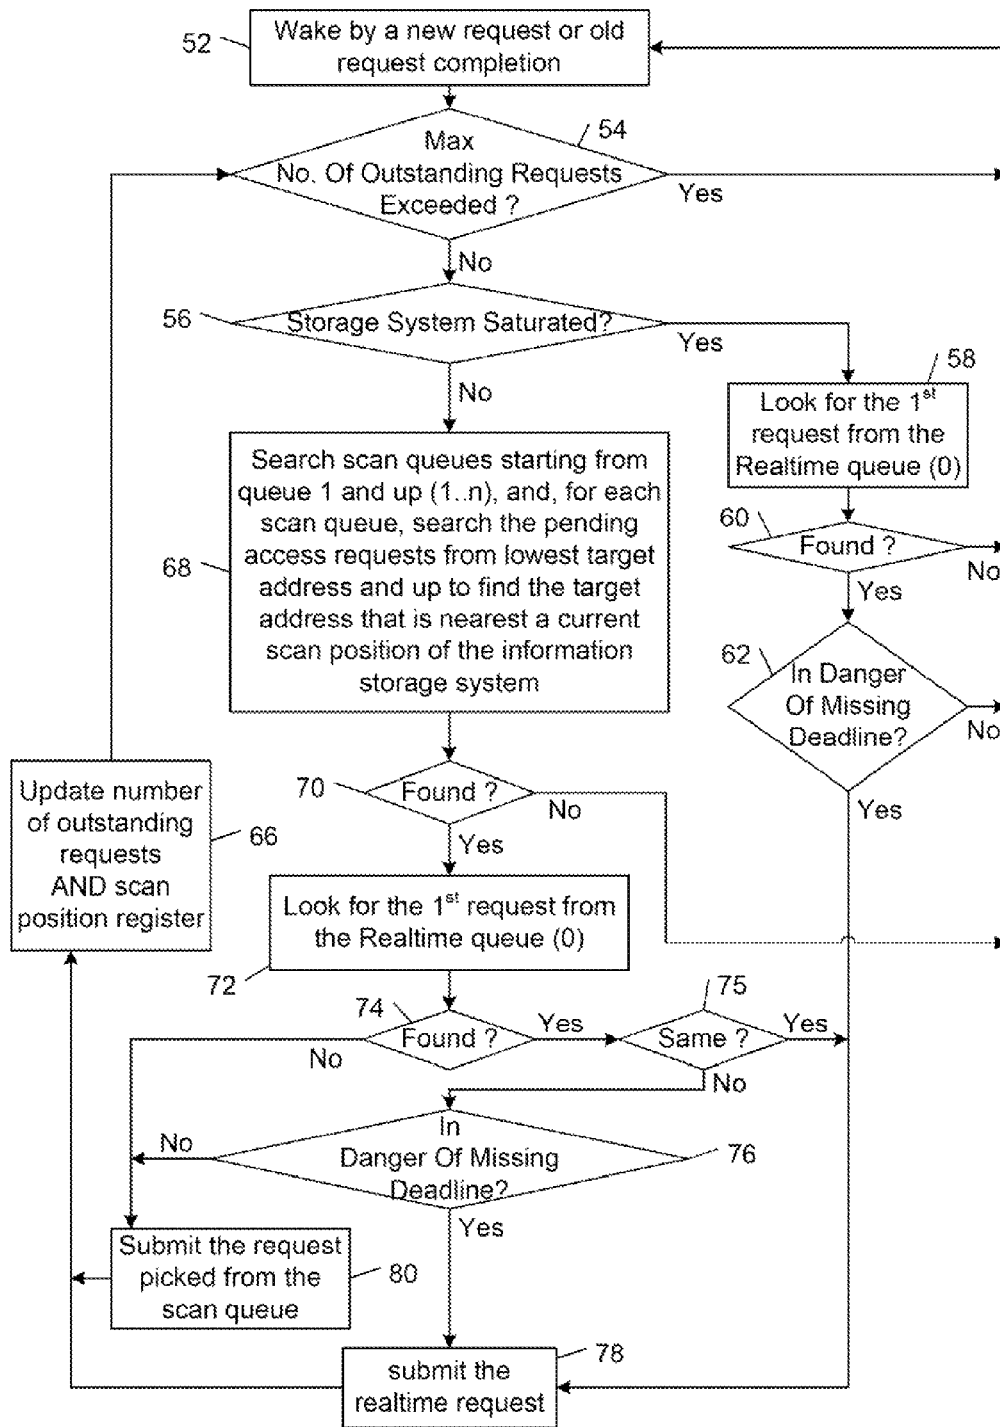 52
Wake by a new request or old
request completion
54
Max
No. Of Outstanding Requests
Exceeded ?
Yes
No
56
Storage System Saturated?
Yes
No
58
Look for the 1st
request from the
Realtime queue (0)
Search scan queues starting from
queue 1 and up (1..n), and, for each
scan queue, search the pending
access requests from lowest target
address and up to find the target
address that is nearest a current
scan position of the information
storage system
68
60
Found ?
No
Yes
62
In Danger
Of Missing
Deadline?
No
Yes
70
Found ?
No
Yes
Update number
of outstanding
requests
AND scan
position register
66
Look for the 1st request from
the Realtime queue (0)
72
74
Found ?
Yes
No
75
Same ?
Yes
No
In
Danger Of Missing
Deadline?
76
No
Yes
Submit the request
picked from the
scan queue
80
submit the
realtime request
78